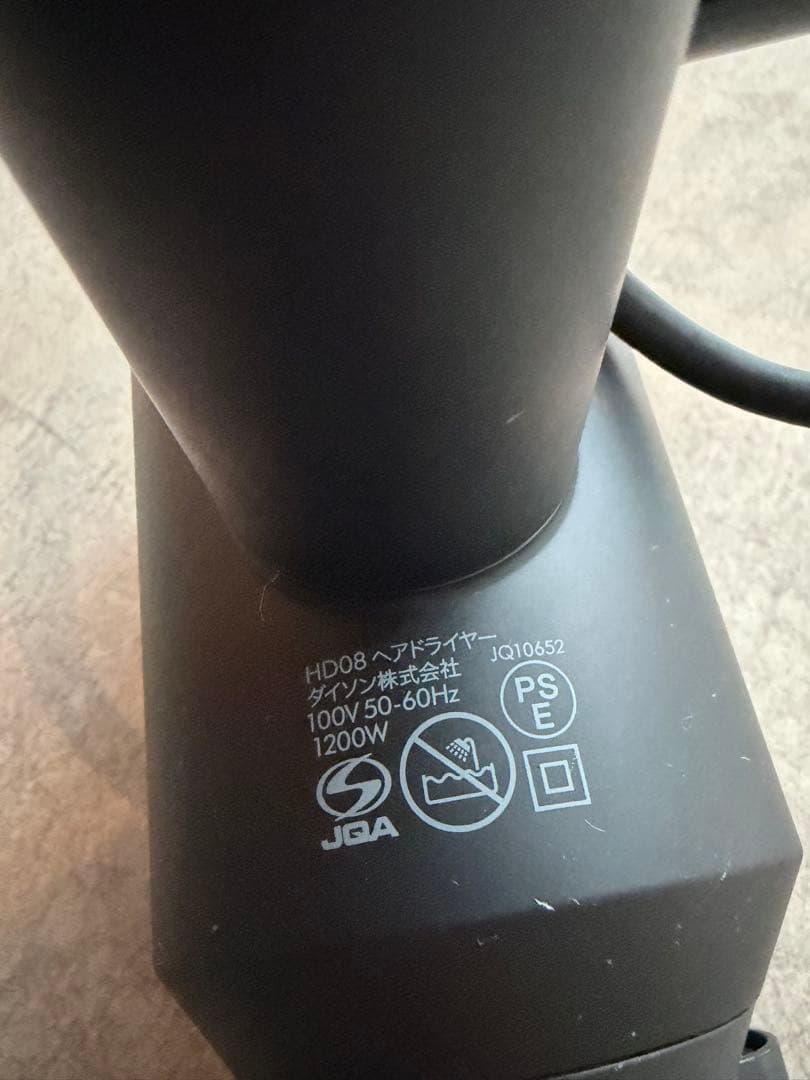 HD08 ヘアドライヤー
ダイソン株式会社
100V 50-60Hz
1200W
JQ10652
PS
E
JQA